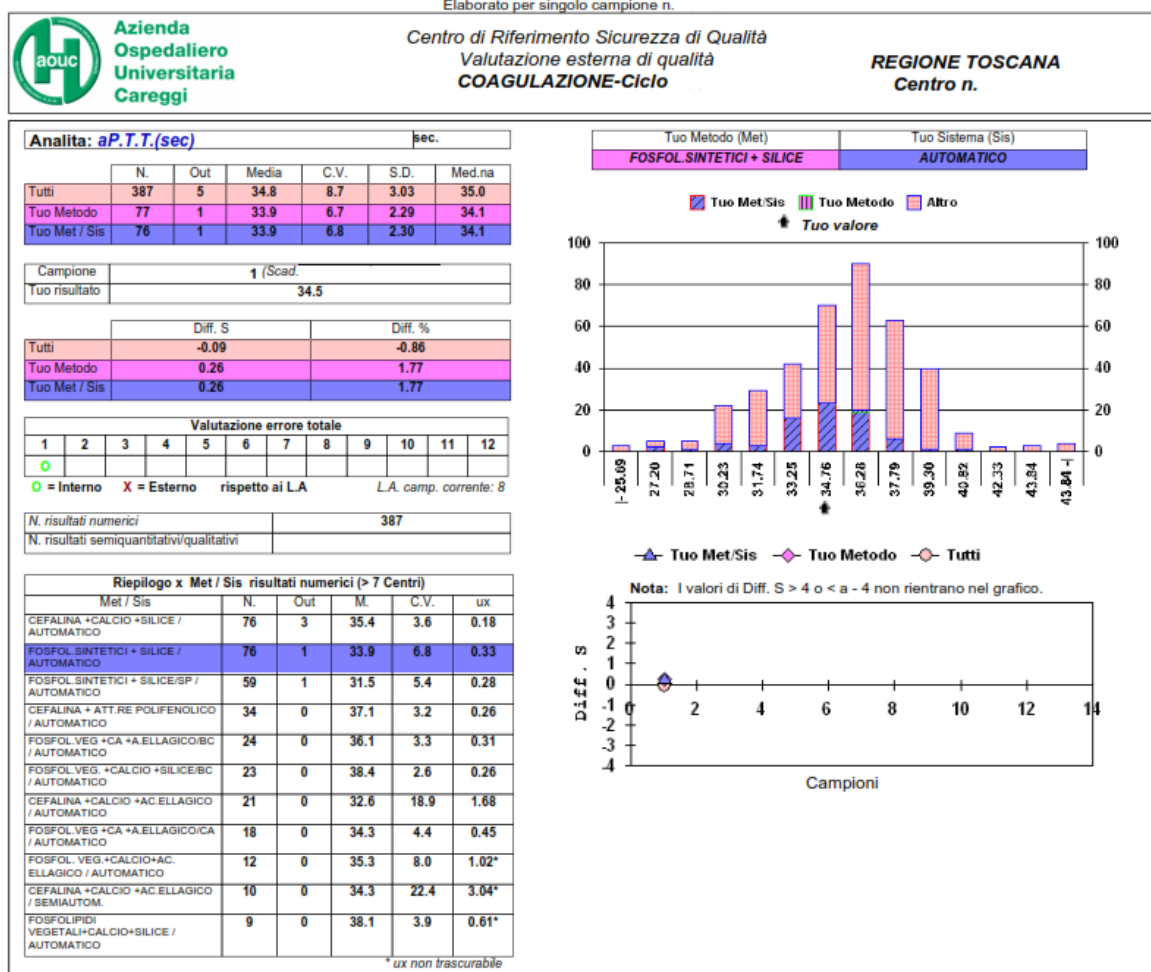 Elaborato per singolo campione n.
aouc
Azienda
Ospedaliero
Universitaria
Careggi
Centro di Riferimento Sicurezza di Qualità
Valutazione esterna di qualità
COAGULAZIONE-Ciclo
REGIONE TOSCANA
Centro n.
Analita: aP.T.T.(sec) sec.
N. Out Media C.V. S.D. Med.na
Tutti 387 5 34.8 8.7 3.03 35.0
Tuo Metodo 77 1 33.9 6.7 2.29 34.1
Tuo Met / Sis 76 1 33.9 6.8 2.30 34.1
Campione 1 (Scad.
Tuo risultato 34.5
Diff. S Diff. %
Tutti -0.09 -0.86
Tuo Metodo 0.26 1.77
Tuo Met / Sis 0.26 1.77
Valutazione errore totale
1 2 3 4 5 6 7 8 9 10 11 12
O
O = Interno X = Esterno rispetto ai L.A L.A. camp. corrente: 8
N. risultati numerici 387
N. risultati semiquantitativi/qualitativi
Riepilogo x Met / Sis risultati numerici (> 7 Centri)
Met / Sis N. Out M. C.V. ux
CEFALINA +CALCIO +SILICE / AUTOMATICO 76 3 35.4 3.6 0.18
FOSFOL.SINTETICI + SILICE / AUTOMATICO 76 1 33.9 6.8 0.33
FOSFOL.SINTETICI + SILICE/SP / AUTOMATICO 59 1 31.5 5.4 0.28
CEFALINA + ATT.RE POLIFENOLICO / AUTOMATICO 34 0 37.1 3.2 0.26
FOSFOL.VEG +CA +A.ELLAGICO/BC / AUTOMATICO 24 0 36.1 3.3 0.31
FOSFOL.VEG. +CALCIO +SILICE/BC / AUTOMATICO 23 0 38.4 2.6 0.26
CEFALINA +CALCIO +AC.ELLAGICO / AUTOMATICO 21 0 32.6 18.9 1.68
FOSFOL.VEG +CA +A.ELLAGICO/CA / AUTOMATICO 18 0 34.3 4.4 0.45
FOSFOL. VEG.+CALCIO+AC. ELLAGICO / AUTOMATICO 12 0 35.3 8.0 1.02*
CEFALINA +CALCIO +AC.ELLAGICO / SEMIAUTOM. 10 0 34.3 22.4 3.04*
FOSFOLIPIDI VEGETALI+CALCIO+SILICE / AUTOMATICO 9 0 38.1 3.9 0.61*
* ux non trascurabile
Tuo Metodo (Met) Tuo Sistema (Sis)
FOSFOL.SINTETICI + SILICE AUTOMATICO
Tuo Met/Sis Tuo Metodo Altro
Tuo valore
100 100
80 80
60 60
40 40
20 20
0 0
|- 25.69 27.20 28.71 30.23 31.74 33.25 34.76 36.28 37.79 39.30 40.82 42.33 43.84 43.84 -|
Tuo Met/Sis Tuo Metodo Tutti
Nota: I valori di Diff. S > 4 o < a - 4 non rientrano nel grafico.
Diff. S
4
3
2
1
0
-1
-2
-3
-4
0 2 4 6 8 10 12 14
Campioni